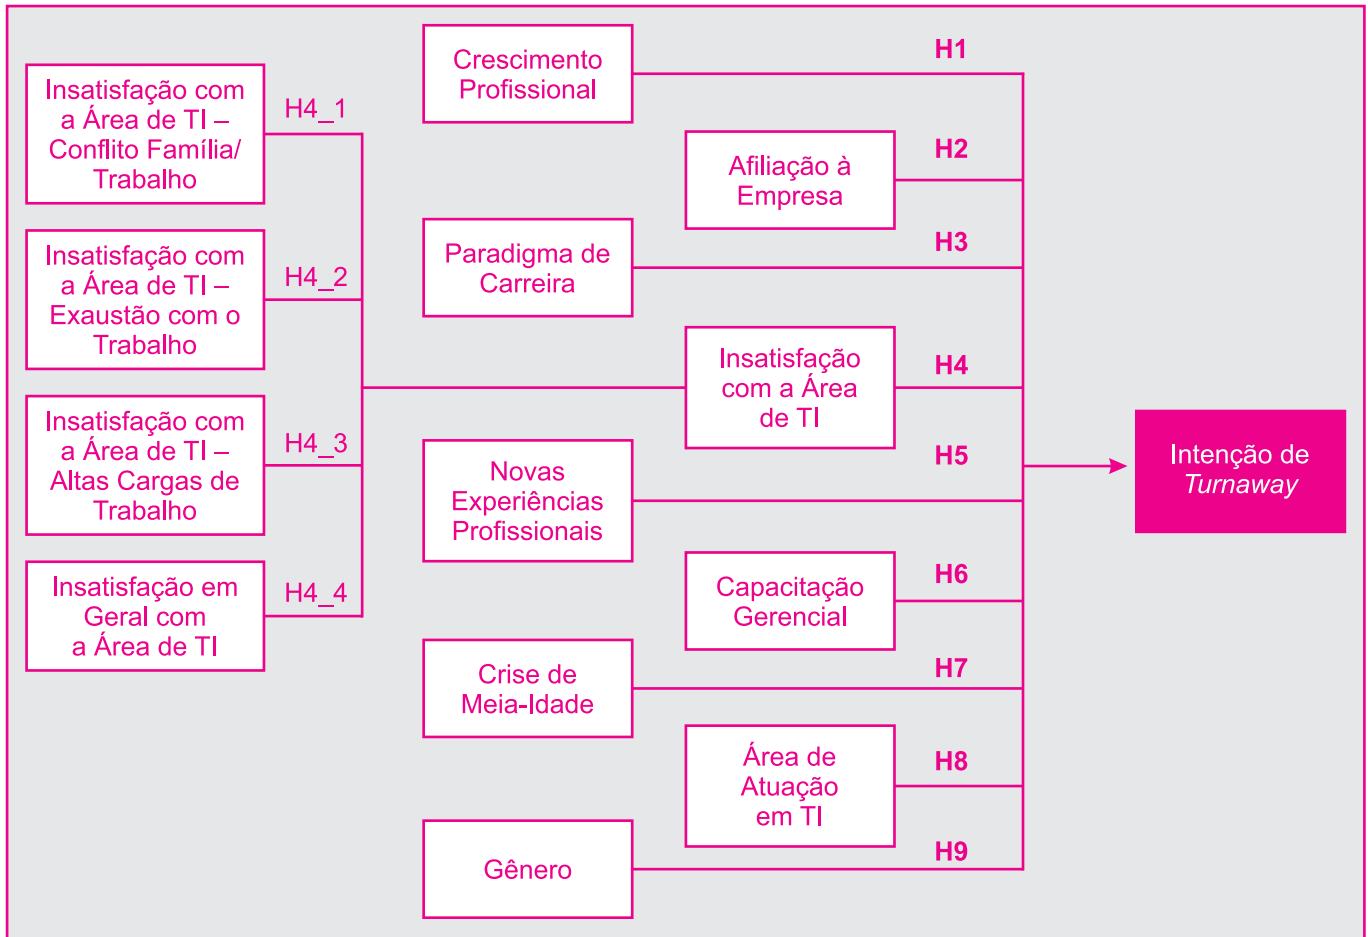 Insatisfação com
a Área de TI –
Conflito Família/
Trabalho
H4_1
Insatisfação com
a Área de TI –
Exaustão com o
Trabalho
H4_2
Insatisfação com
a Área de TI –
Altas Cargas de
Trabalho
H4_3
Insatisfação em
Geral com
a Área de TI
H4_4
Crescimento
Profissional
H1
Afiliação à
Empresa
H2
Paradigma de
Carreira
H3
Insatisfação
com a Área
de TI
H4
Novas
Experiências
Profissionais
H5
Capacitação
Gerencial
H6
Crise de
Meia-Idade
H7
Área de
Atuação
em TI
H8
Gênero
H9
Intenção de
Turnaway